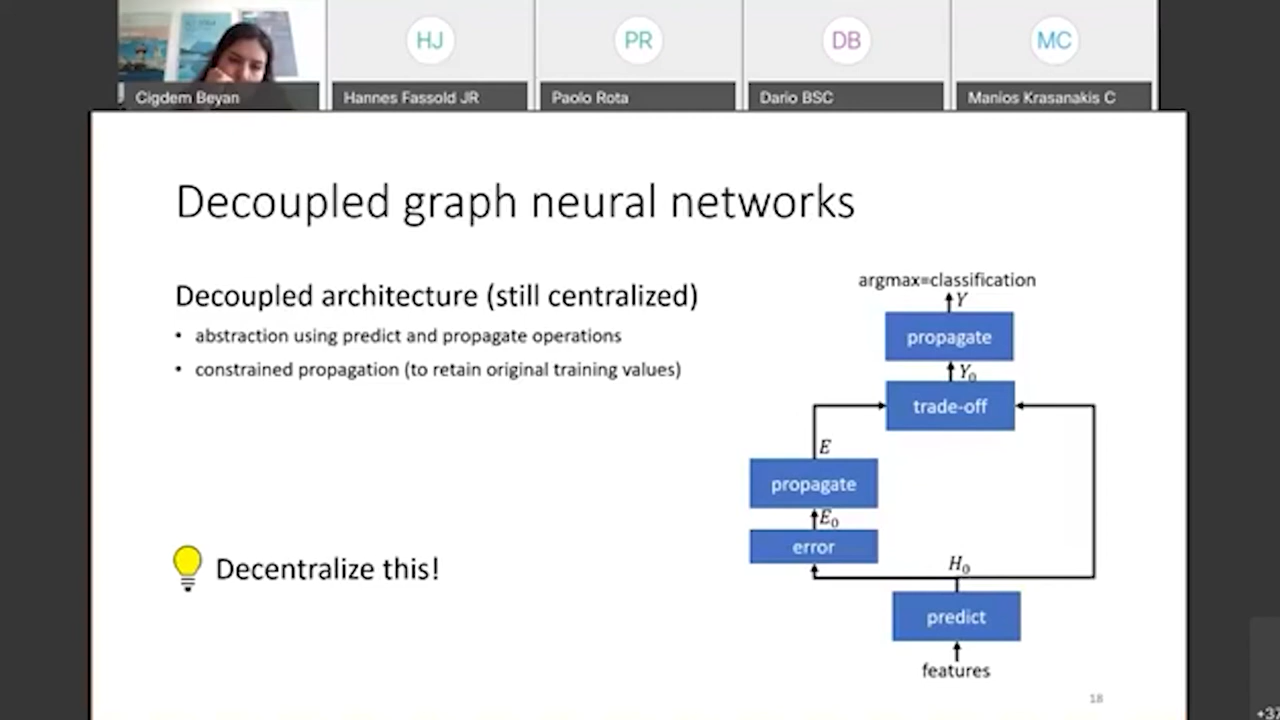 HJ
PR
DB
MC
Cigdem Beyan
Hannes Fassold JR
Paolo Rota
Dario BSC
Manios Krasanakis C
Decoupled graph neural networks
Decoupled architecture (still centralized)
• abstraction using predict and propagate operations
• constrained propagation (to retain original training values)
Decentralize this!
argmax=classification
Y
propagate
Y₀
trade-off
E
propagate
E₀
error
H₀
predict
features
18